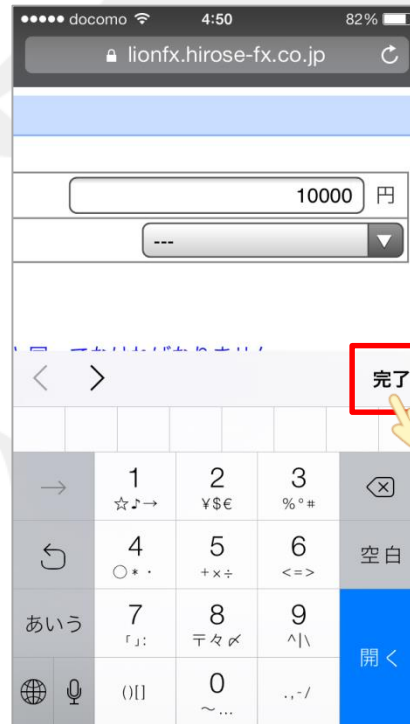 docomo 4:50 82%
lionfx.hirose-fx.co.jp
10000 円
---
完了
→ 1 2 3
☆♪→ ¥$€ %°#
4 5 6 空白
○*・ +×÷ <=>
あいう 7 8 9
「」: 〒々〆 ^|\
開く
()[] 0 .,-/
~…